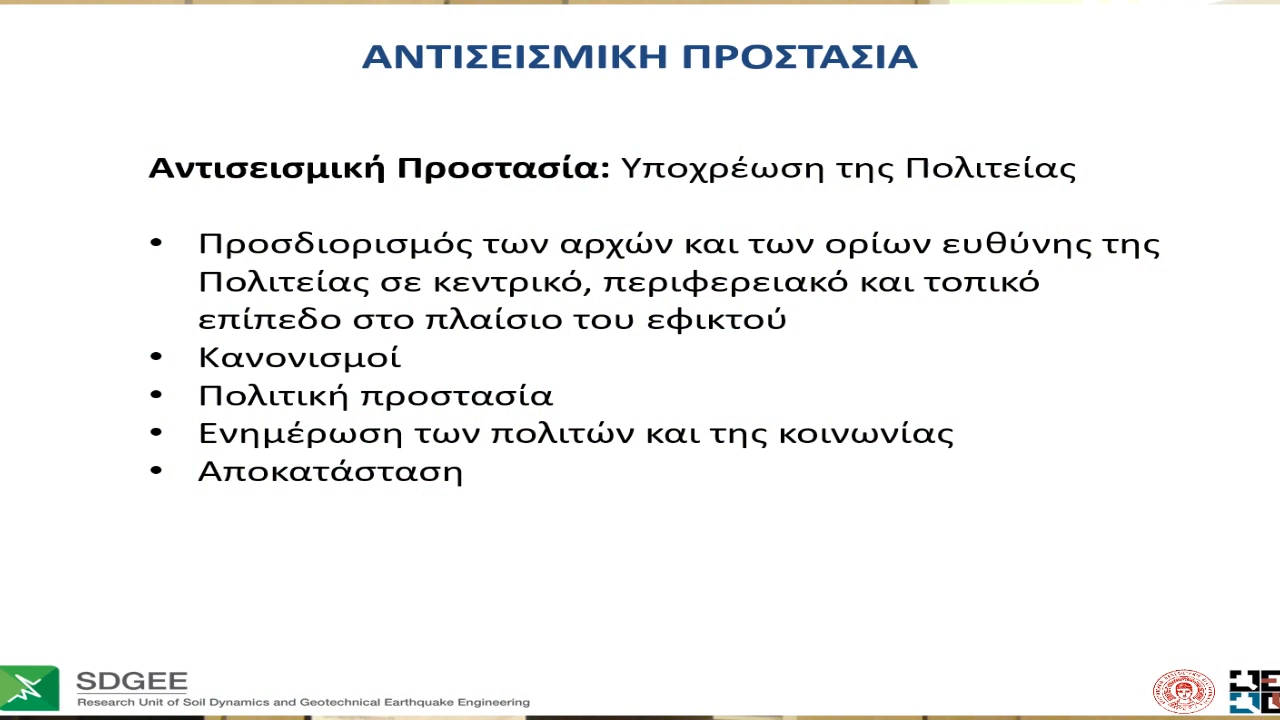 ΑΝΤΙΣΕΙΣΜΙΚΗ ΠΡΟΣΤΑΣΙΑ
Αντισεισμική Προστασία: Υποχρέωση της Πολιτείας
• Προσδιορισμός των αρχών και των ορίων ευθύνης της
Πολιτείας σε κεντρικό, περιφερειακό και τοπικό
επίπεδο στο πλαίσιο του εφικτού
• Κανονισμοί
• Πολιτική προστασία
• Ενημέρωση των πολιτών και της κοινωνίας
• Αποκατάσταση
SDGEE
Research Unit of Soil Dynamics and Geotechnical Earthquake Engineering